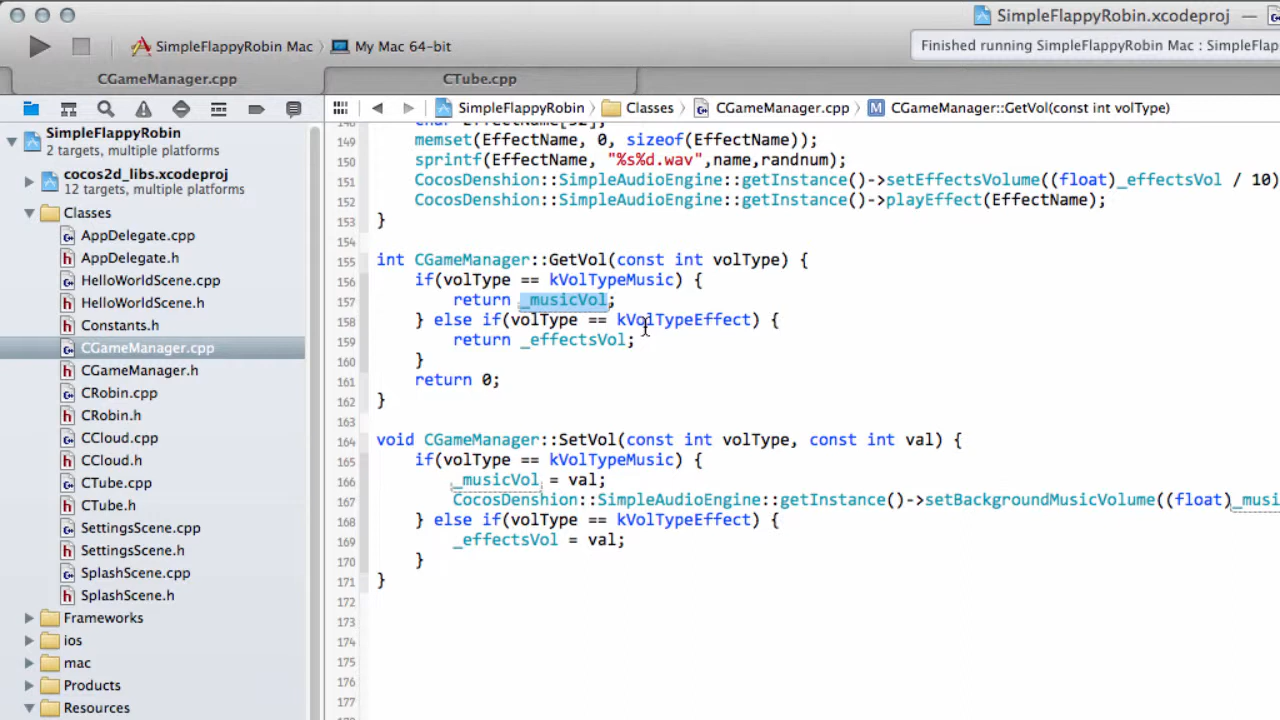 SimpleFlappyRobin.xcodeproj —
SimpleFlappyRobin Mac My Mac 64-bit
Finished running SimpleFlappyRobin Mac : SimpleFlap
CGameManager.cpp CTube.cpp
SimpleFlappyRobin Classes CGameManager.cpp M CGameManager::GetVol(const int volType)
SimpleFlappyRobin
2 targets, multiple platforms
cocos2d_libs.xcodeproj
12 targets, multiple platforms
Classes
AppDelegate.cpp
h AppDelegate.h
HelloWorldScene.cpp
h HelloWorldScene.h
h Constants.h
CGameManager.cpp
h CGameManager.h
CRobin.cpp
h CRobin.h
CCloud.cpp
h CCloud.h
CTube.cpp
h CTube.h
SettingsScene.cpp
h SettingsScene.h
SplashScene.cpp
h SplashScene.h
Frameworks
ios
mac
Products
Resources
148 char EffectName[32];
149 memset(EffectName, 0, sizeof(EffectName));
150 sprintf(EffectName, "%s%d.wav",name,randnum);
151 CocosDenshion::SimpleAudioEngine::getInstance()->setEffectsVolume((float)_effectsVol / 10)
152 CocosDenshion::SimpleAudioEngine::getInstance()->playEffect(EffectName);
153 }
154
155 int CGameManager::GetVol(const int volType) {
156 if(volType == kVolTypeMusic) {
157 return _musicVol;
158 } else if(volType == kVolTypeEffect) {
159 return _effectsVol;
160 }
161 return 0;
162 }
163
164 void CGameManager::SetVol(const int volType, const int val) {
165 if(volType == kVolTypeMusic) {
166 _musicVol = val;
167 CocosDenshion::SimpleAudioEngine::getInstance()->setBackgroundMusicVolume((float)_musi
168 } else if(volType == kVolTypeEffect) {
169 _effectsVol = val;
170 }
171 }
172
173
174
175
176
177